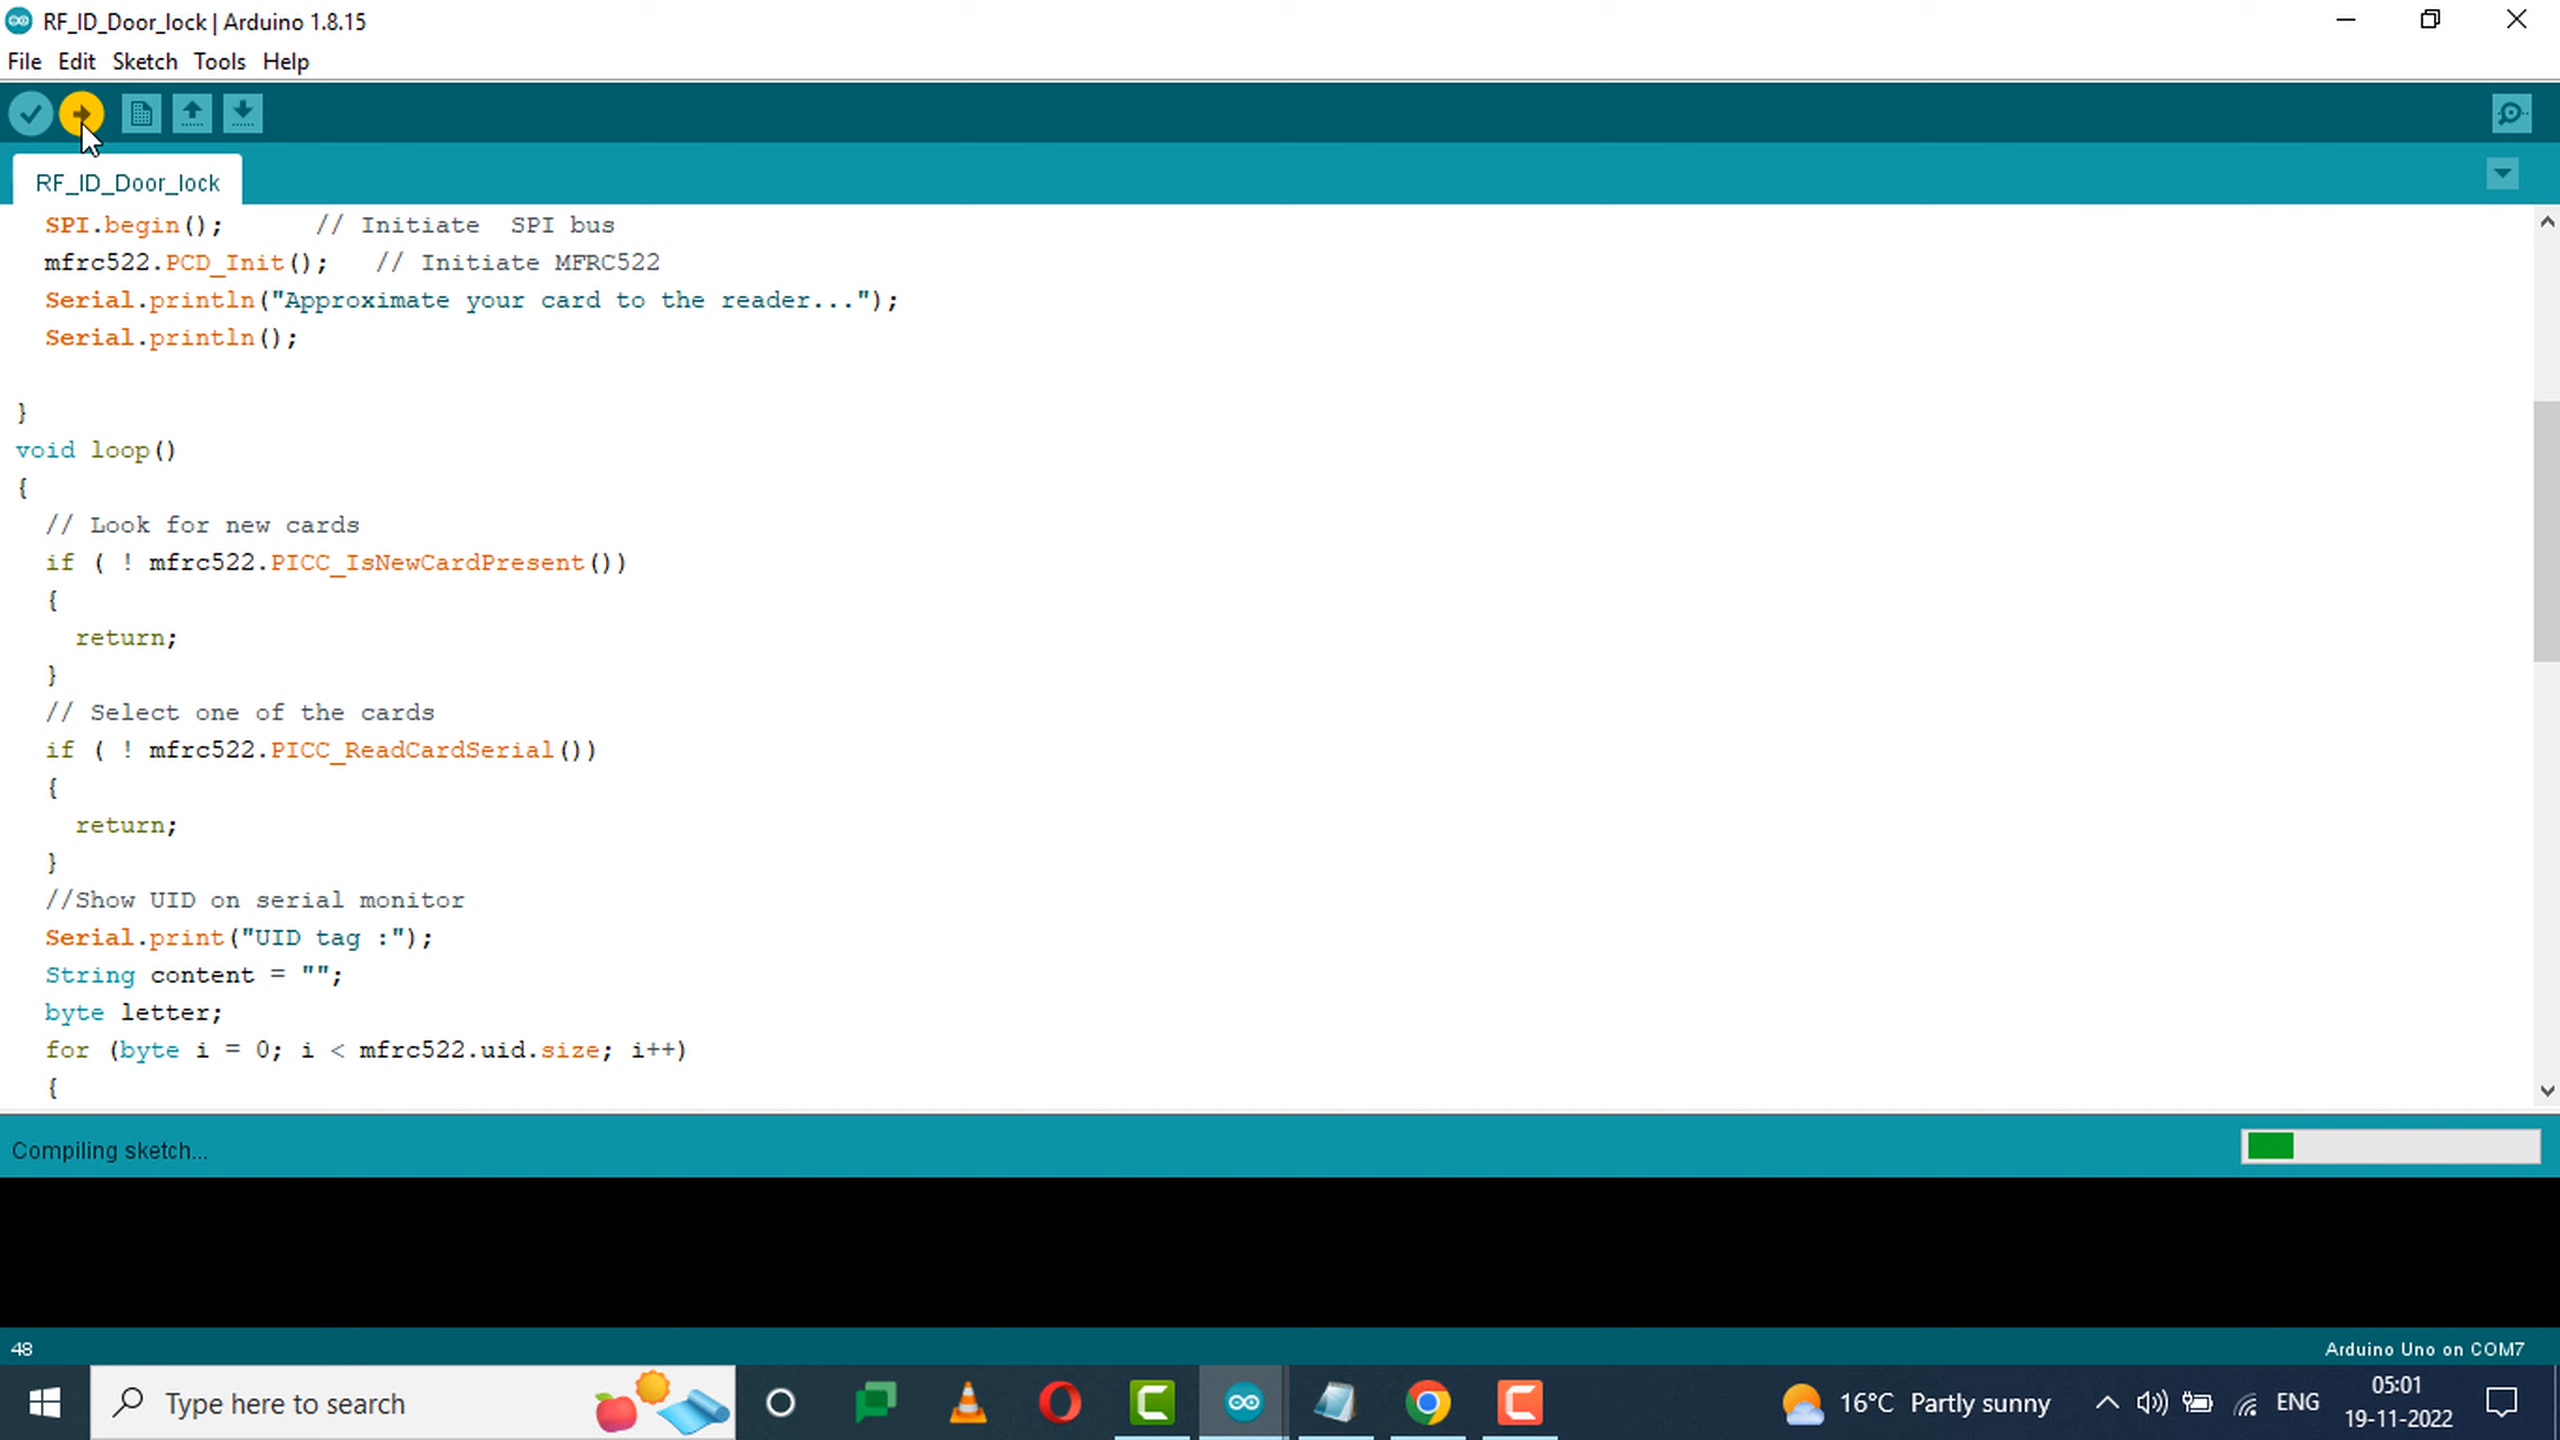 RF_ID_Door_lock | Arduino 1.8.15
File Edit Sketch Tools Help
RF_ID_Door_lock
SPI.begin();      // Initiate  SPI bus
mfrc522.PCD_Init();   // Initiate MFRC522
Serial.println("Approximate your card to the reader...");
Serial.println();
}
void loop()
{
// Look for new cards
if ( ! mfrc522.PICC_IsNewCardPresent())
{
return;
}
// Select one of the cards
if ( ! mfrc522.PICC_ReadCardSerial())
{
return;
}
//Show UID on serial monitor
Serial.print("UID tag :");
String content = "";
byte letter;
for (byte i = 0; i < mfrc522.uid.size; i++)
{
Compiling sketch...
48
Arduino Uno on COM7
Type here to search
16°C Partly sunny
ENG
05:01
19-11-2022